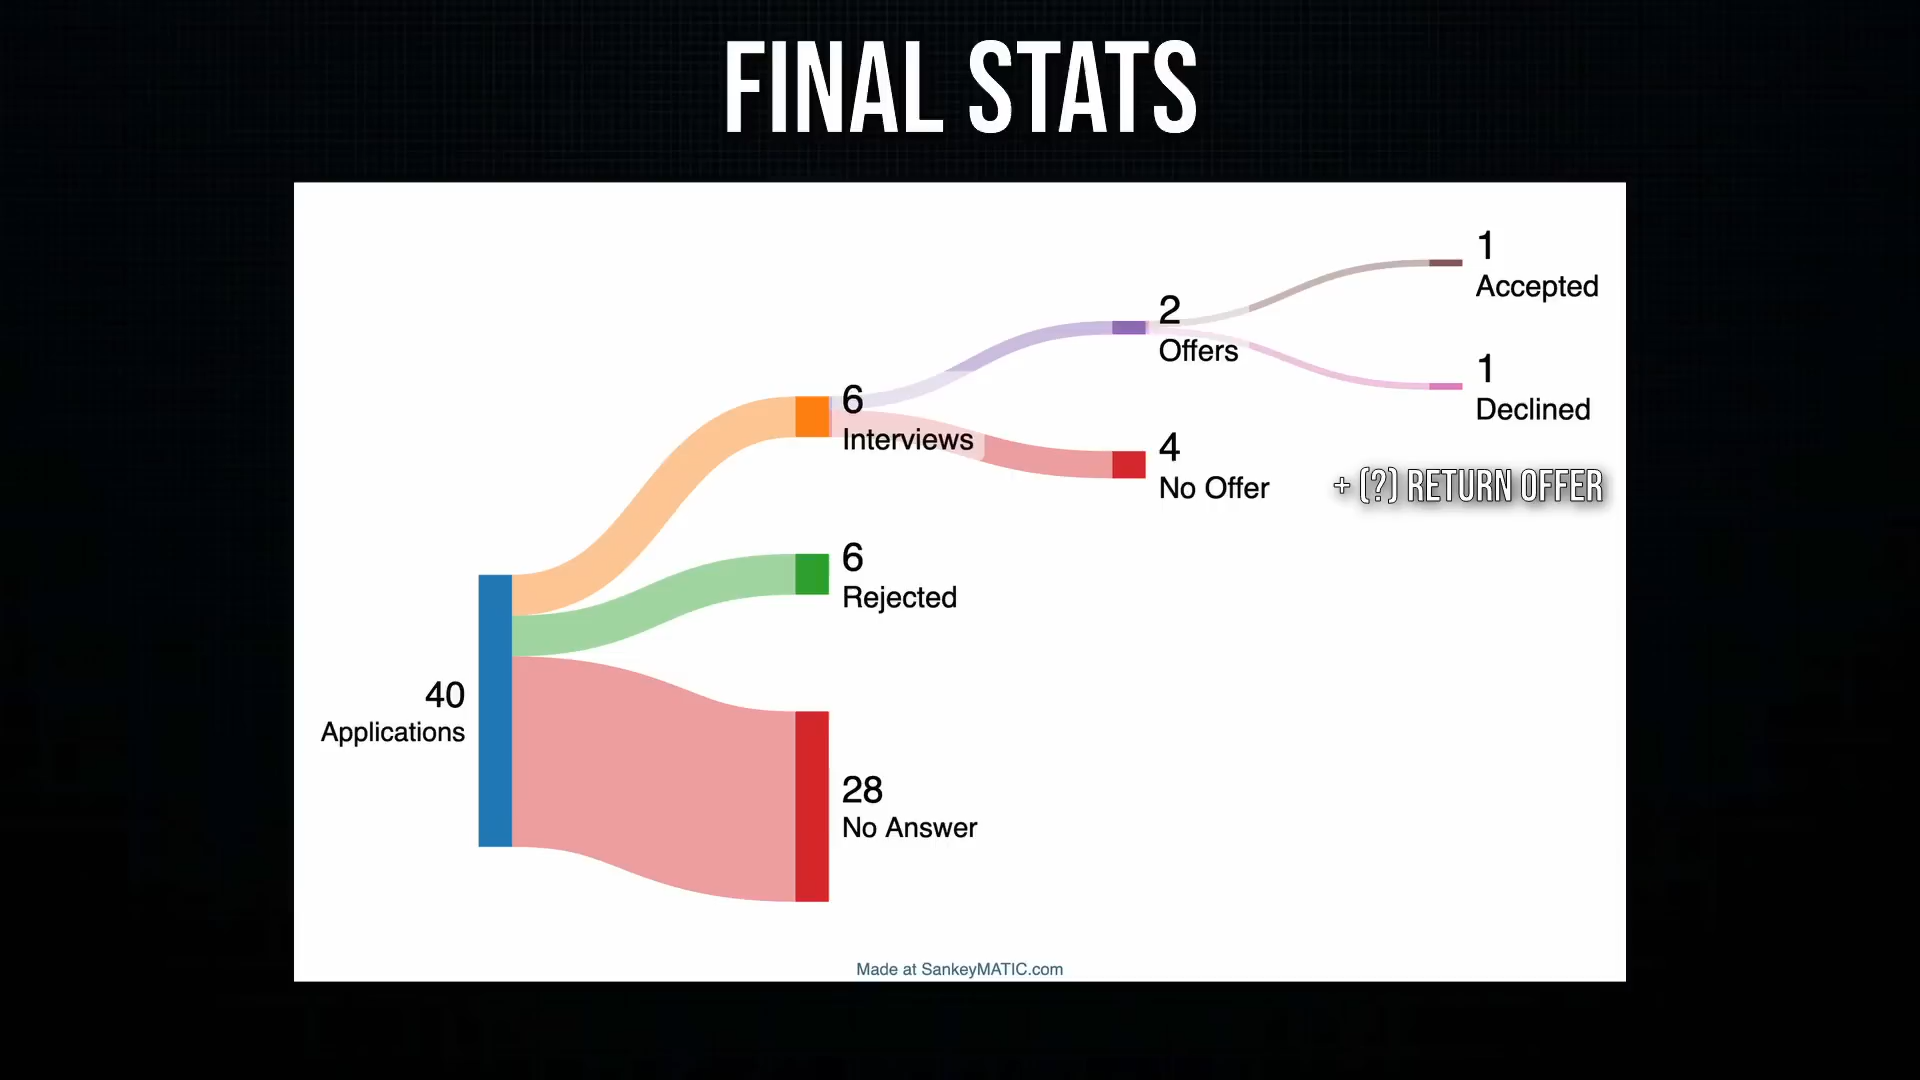 FINAL STATS
1
Accepted
2
Offers
1
Declined
6
Interviews
4
No Offer
+ (?) RETURN OFFER
6
Rejected
40
Applications
28
No Answer
Made at SankeyMATIC.com